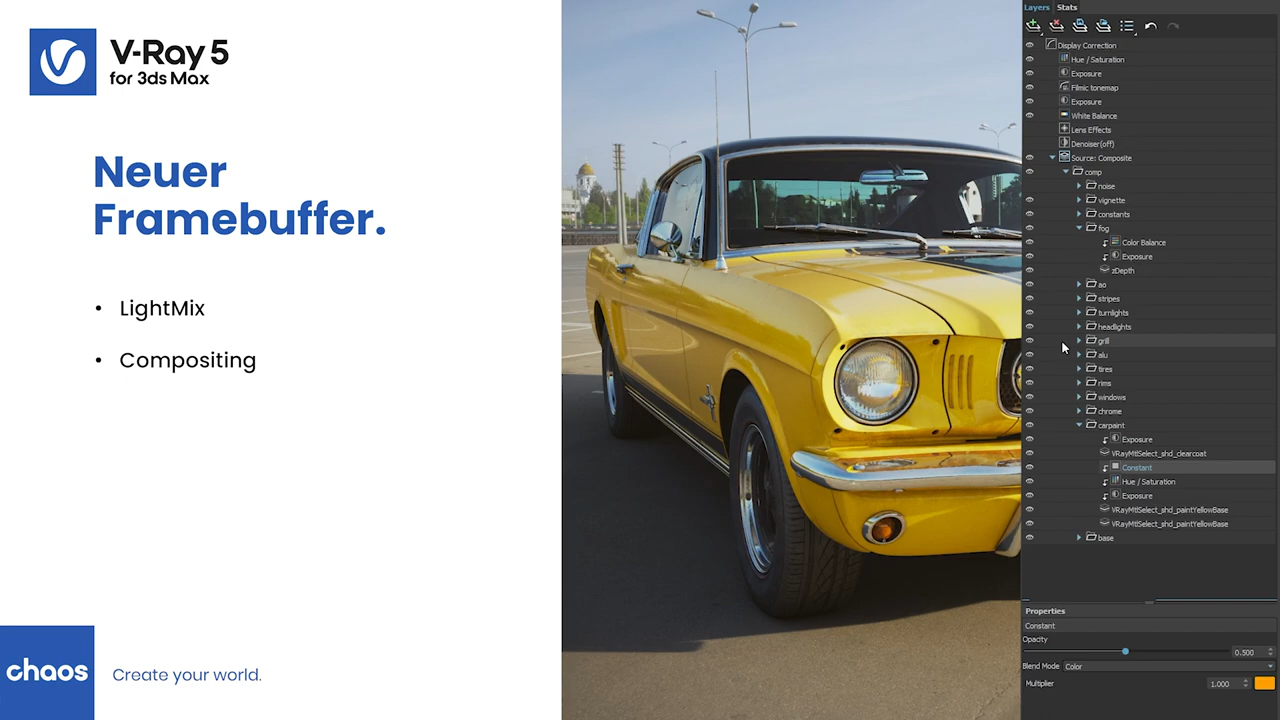 V-Ray 5
for 3ds Max
Neuer
Framebuffer.
• LightMix
• Compositing
chaos
Create your world.
Layers Stats
Display Correction
Hue / Saturation
Exposure
Filmic tonemap
Exposure
White Balance
Lens Effects
Denoiser(off)
Source: Composite
comp
noise
vignette
constants
fog
Color Balance
Exposure
zDepth
ao
stripes
turnlights
headlights
grill
alu
tires
rims
windows
chrome
carpaint
Exposure
VRayMtlSelect_shd_clearcoat
Constant
Hue / Saturation
Exposure
VRayMtlSelect_shd_paintYellowBase
VRayMtlSelect_shd_paintYellowBase
base
Properties
Constant
Opacity
0.500
Blend Mode Color
Multiplier 1.000